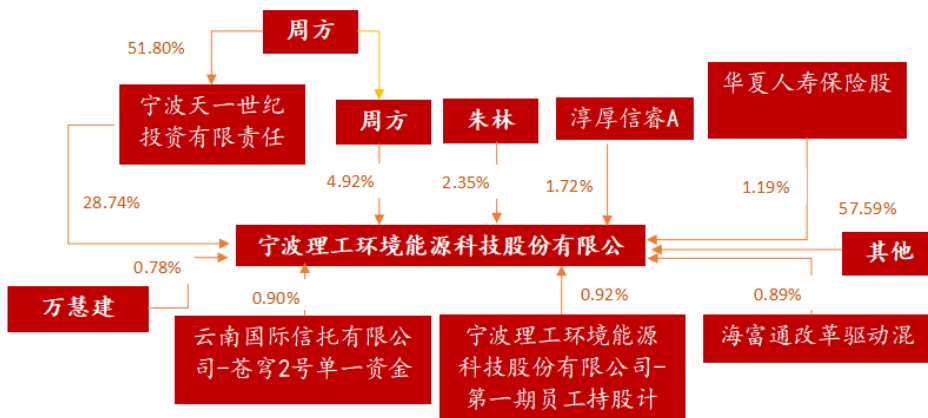 周方
51.80%
宁波天一世纪
投资有限责任
周方
朱林
淳厚信睿A
华夏人寿保险股
4.92%
2.35%
1.72%
1.19%
28.74%
57.59%
宁波理工环境能源科技股份有限公
其他
0.78%
万慧建
0.90%
0.92%
0.89%
云南国际信托有限公
司-苍穹2号单一资金
宁波理工环境能源
科技股份有限公司-
第一期员工持股计
海富通改革驱动混